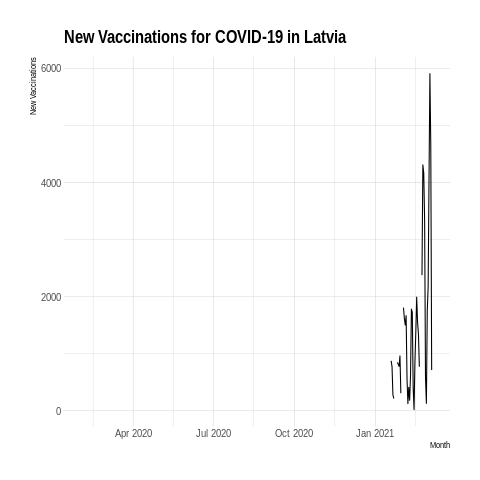 New Vaccinations for COVID-19 in Latvia
New Vaccinations
6000
4000
2000
0
Apr 2020
Jul 2020
Oct 2020
Jan 2021
Month